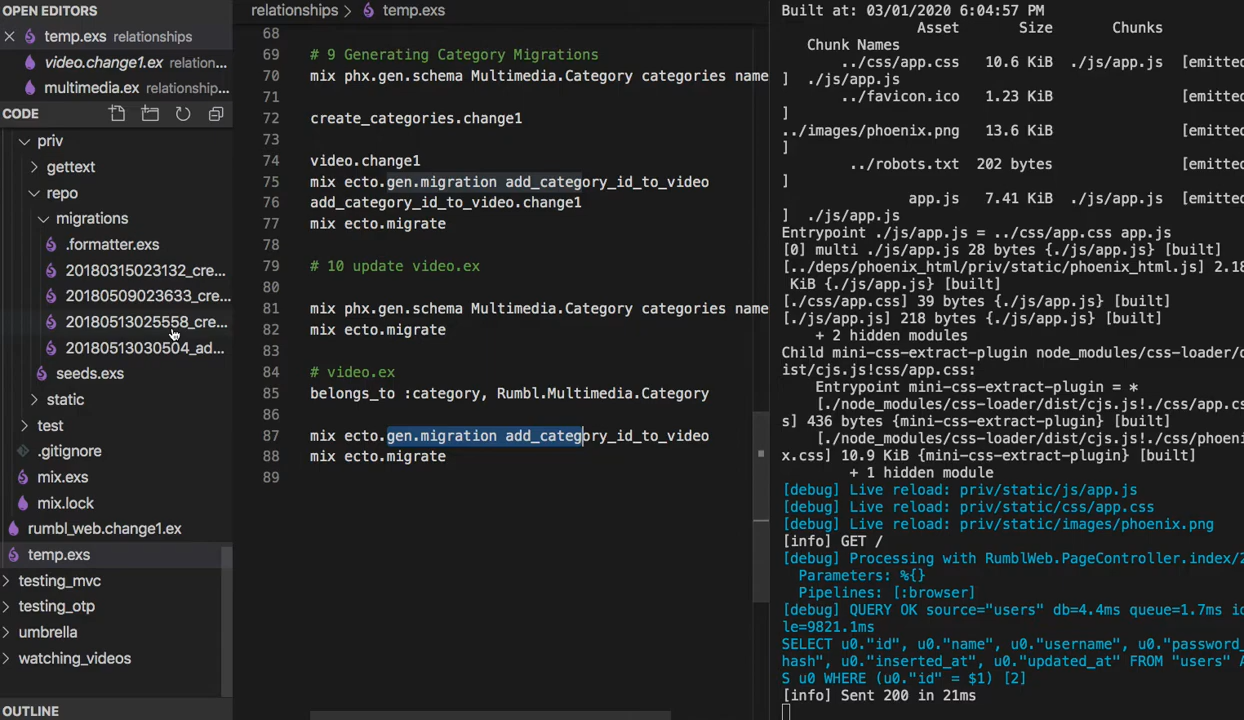 OPEN EDITORS
temp.exs relationships
video.change1.ex relation...
multimedia.ex relationship...
CODE
priv
gettext
repo
migrations
.formatter.exs
20180315023132_cre...
20180509023633_cre...
20180513025558_cre...
20180513030504_ad...
seeds.exs
static
test
.gitignore
mix.exs
mix.lock
rumbl_web.change1.ex
temp.exs
testing_mvc
testing_otp
umbrella
watching_videos
OUTLINE
relationships > temp.exs
68
69 # 9 Generating Category Migrations
70 mix phx.gen.schema Multimedia.Category categories name
71
72 create_categories.change1
73
74 video.change1
75 mix ecto.gen.migration add_category_id_to_video
76 add_category_id_to_video.change1
77 mix ecto.migrate
78
79 # 10 update video.ex
80
81 mix phx.gen.schema Multimedia.Category categories name
82 mix ecto.migrate
83
84 # video.ex
85 belongs_to :category, Rumbl.Multimedia.Category
86
87 mix ecto.gen.migration add_category_id_to_video
88 mix ecto.migrate
89
Built at: 03/01/2020 6:04:57 PM
Asset Size Chunks
Chunk Names
../css/app.css 10.6 KiB ./js/app.js [emitted
] ./js/app.js
../favicon.ico 1.23 KiB [emitted
]
../images/phoenix.png 13.6 KiB [emitted
]
../robots.txt 202 bytes [emitted
]
app.js 7.41 KiB ./js/app.js [emitted
] ./js/app.js
Entrypoint ./js/app.js = ../css/app.css app.js
[0] multi ./js/app.js 28 bytes {./js/app.js} [built]
[../deps/phoenix_html/priv/static/phoenix_html.js] 2.18
KiB {./js/app.js} [built]
[./css/app.css] 39 bytes {./js/app.js} [built]
[./js/app.js] 218 bytes {./js/app.js} [built]
+ 2 hidden modules
Child mini-css-extract-plugin node_modules/css-loader/d
ist/cjs.js!css/app.css:
Entrypoint mini-css-extract-plugin = *
[./node_modules/css-loader/dist/cjs.js!./css/app.cs
s] 436 bytes {mini-css-extract-plugin} [built]
[./node_modules/css-loader/dist/cjs.js!./css/phoeni
x.css] 10.9 KiB {mini-css-extract-plugin} [built]
+ 1 hidden module
[debug] Live reload: priv/static/js/app.js
[debug] Live reload: priv/static/css/app.css
[debug] Live reload: priv/static/images/phoenix.png
[info] GET /
[debug] Processing with RumblWeb.PageController.index/2
Parameters: %{}
Pipelines: [:browser]
[debug] QUERY OK source="users" db=4.4ms queue=1.7ms id
le=9821.1ms
SELECT u0."id", u0."name", u0."username", u0."password_
hash", u0."inserted_at", u0."updated_at" FROM "users" A
S u0 WHERE (u0."id" = $1) [2]
[info] Sent 200 in 21ms